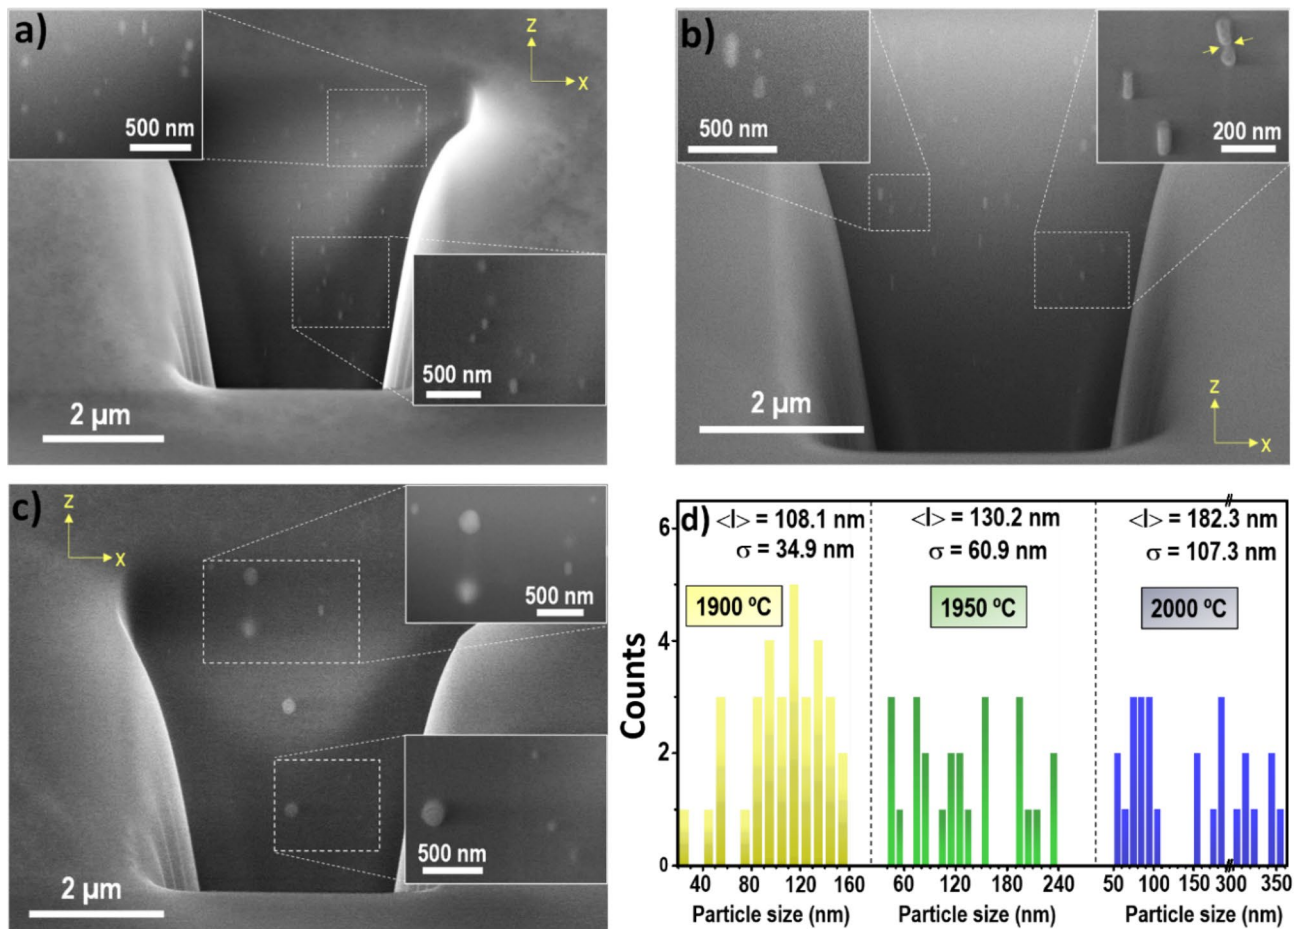 a)
Z
X
500 nm
500 nm
2 μm
b)
500 nm
200 nm
2 μm
Z
X
c)
Z
X
500 nm
500 nm
2 μm
d)
<l> = 108.1 nm
σ = 34.9 nm
<l> = 130.2 nm
σ = 60.9 nm
<l> = 182.3 nm
σ = 107.3 nm
1900 ºC
1950 ºC
2000 ºC
Counts
6
4
2
0
40 80 120 160
60 120 180 240
50 100 150 300 350
Particle size (nm)
Particle size (nm)
Particle size (nm)